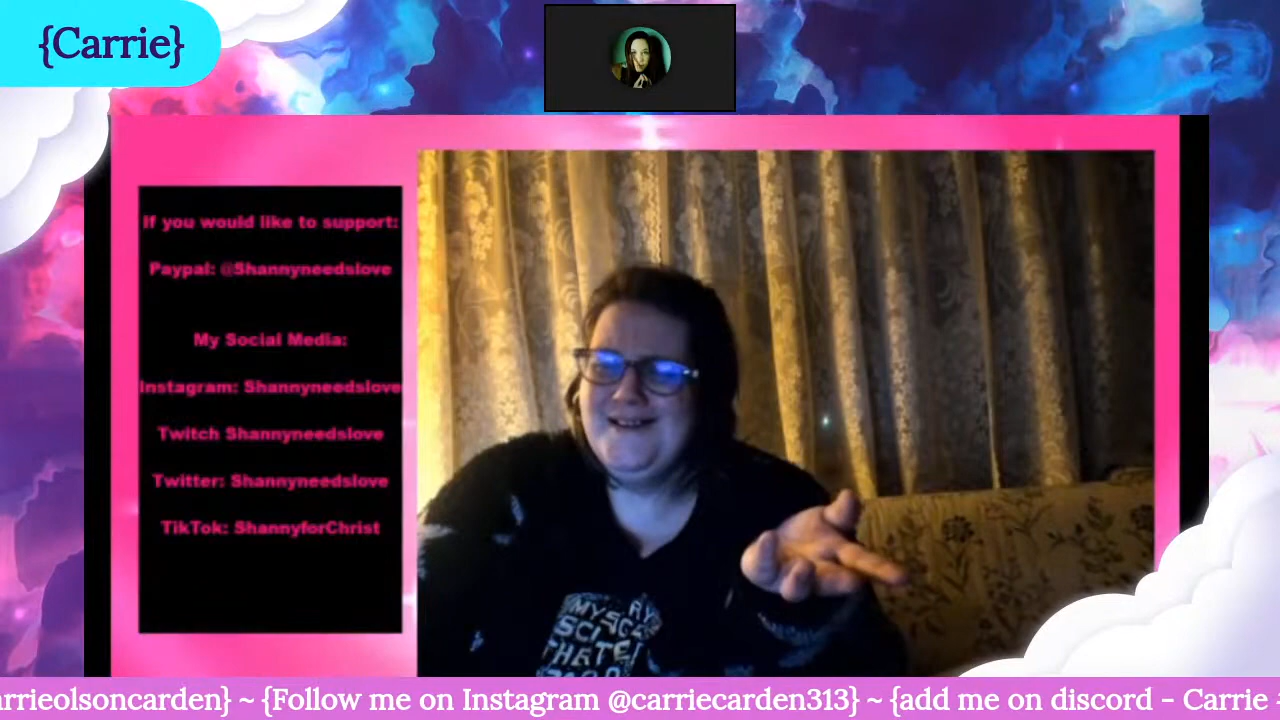 {Carrie}
If you would like to support:
Paypal: @Shannyneedslove
My Social Media:
Instagram: Shannyneedslove
Twitch Shannyneedslove
Twitter: Shannyneedslove
TikTok: ShannyforChrist
arrieolsoncarden} ~ {Follow me on Instagram @carriecarden313} ~ {add me on discord - Carrie